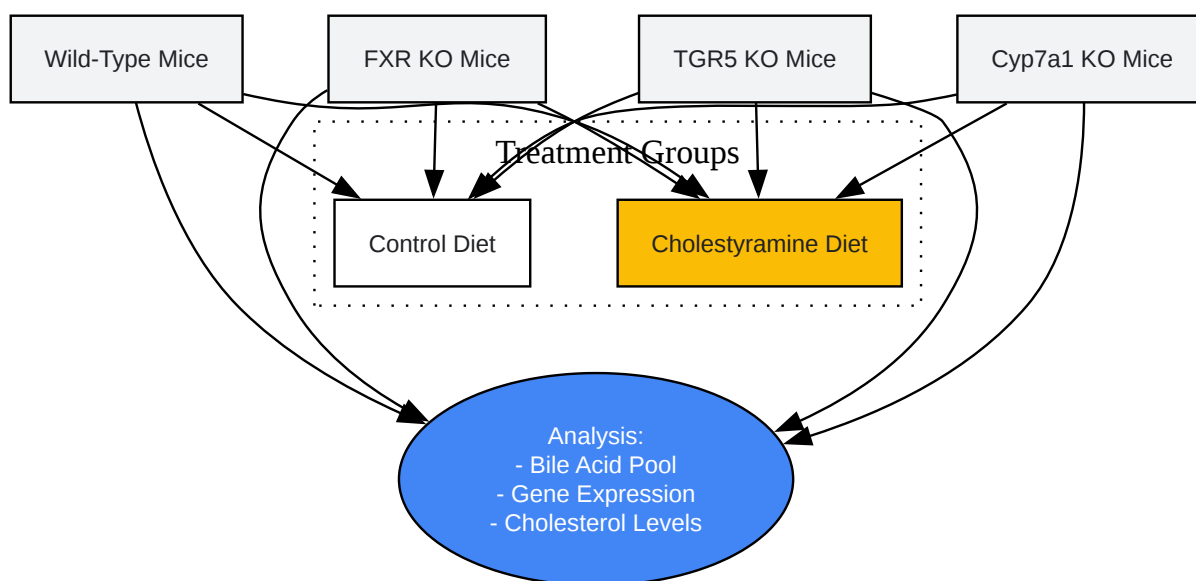 Wild-Type Mice
FXR KO Mice
TGR5 KO Mice
Cyp7a1 KO Mice
Treatment Groups
Control Diet
Cholestyramine Diet
Analysis:
- Bile Acid Pool
- Gene Expression
- Cholesterol Levels